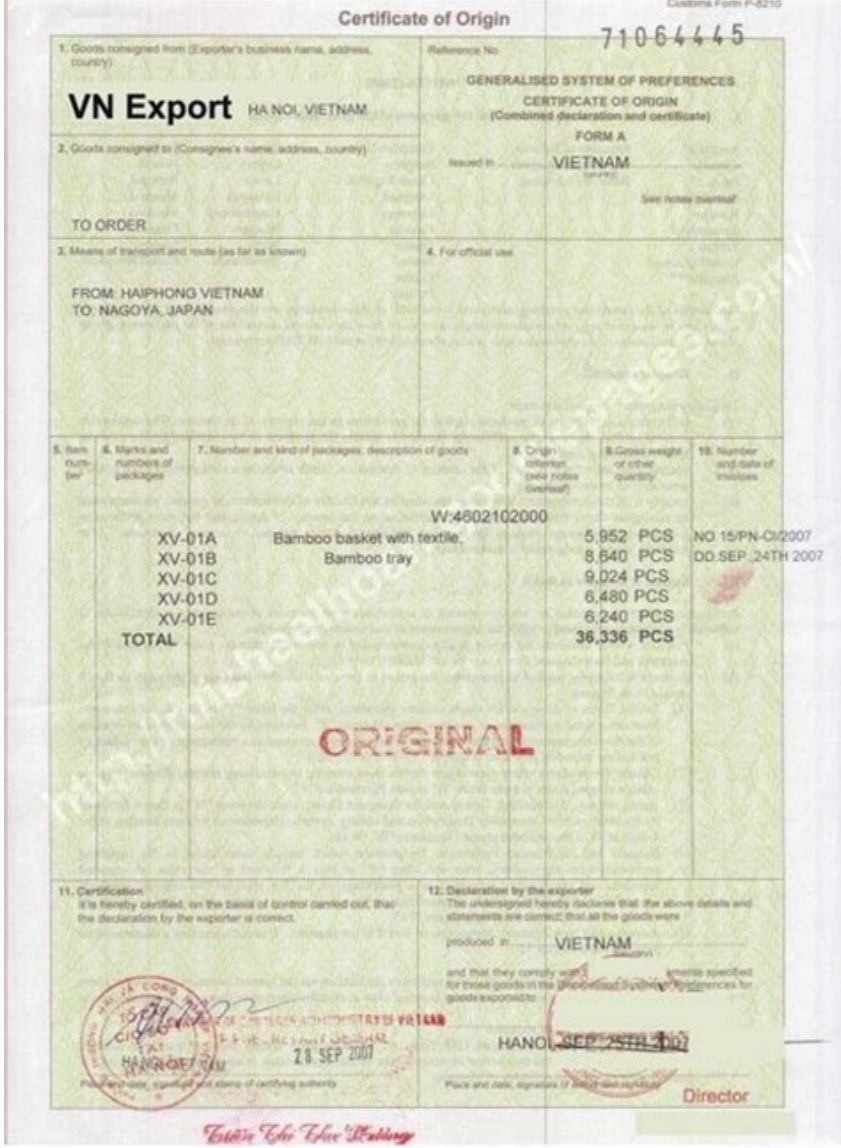 Customs Form P-8210
Certificate of Origin
71064445
1. Goods consigned from (Exporter's business name, address,
country)
Reference No.
GENERALISED SYSTEM OF PREFERENCES
CERTIFICATE OF ORIGIN
(Combined declaration and certificate)
FORM A
VN Export HA NOI, VIETNAM
2. Goods consigned to (Consignee's name, address, country)
Issued in VIETNAM
(country)
See notes overleaf
TO ORDER
3. Means of transport and route (as far as known)
4. For official use
FROM: HAIPHONG VIETNAM
TO: NAGOYA, JAPAN
5. Item
num-
ber
6. Marks and
numbers of
packages
7. Number and kind of packages, description of goods
8. Origin
criterion
(see notes
overleaf)
9.Gross weight
or other
quantity
10. Number
and date of
invoices
W:4602102000
XV-01A Bamboo basket with textile, 5,952 PCS NO.15/PN-CI/2007
XV-01B Bamboo tray 8,640 PCS DD.SEP.,24TH 2007
XV-01C 9,024 PCS
XV-01D 6,480 PCS
XV-01E 6,240 PCS
TOTAL 36,336 PCS
ORIGINAL
11. Certification
It is hereby certified, on the basis of control carried out, that
the declaration by the exporter is correct.
12. Declaration by the exporter
The undersigned hereby declares that the above details and
statements are correct; that all the goods were
produced in VIETNAM
(country)
and that they comply with specified
for those goods in the Generalised System of Preferences for
goods exported to
HANOI, SEP.,25TH 2007
HANOI, VIET NAM
28 SEP 2007
Place and date, signature and stamp of certifying authority
Place and date, signature of
Director